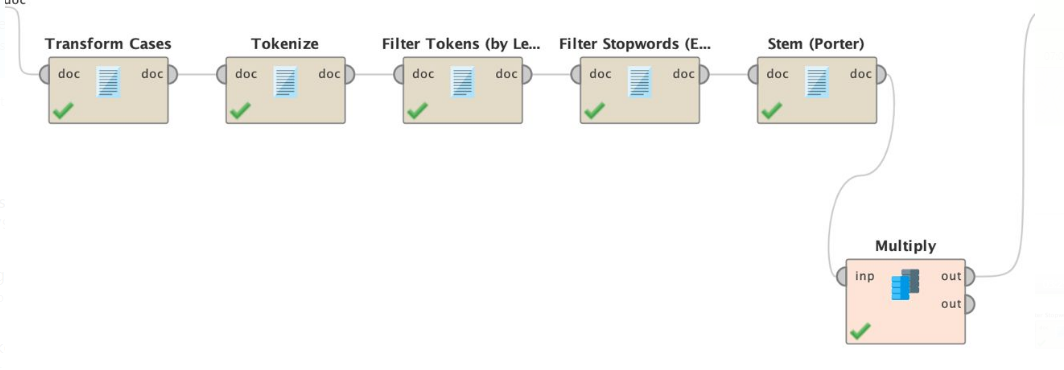 doc
Transform Cases
Tokenize
Filter Tokens (by Le...
Filter Stopwords (E...
Stem (Porter)
doc doc
doc doc
doc doc
doc doc
doc doc
Multiply
inp out
out